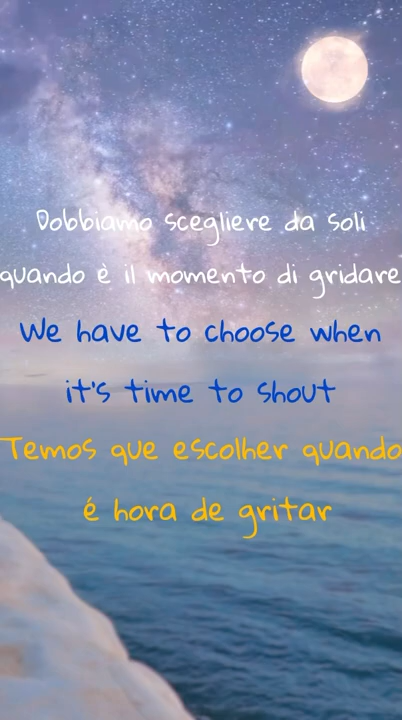 Dobbiamo scegliere da soli
quando è il momento di gridare
We have to choose when
it's time to shout
Temos que escolher quando
é hora de gritar